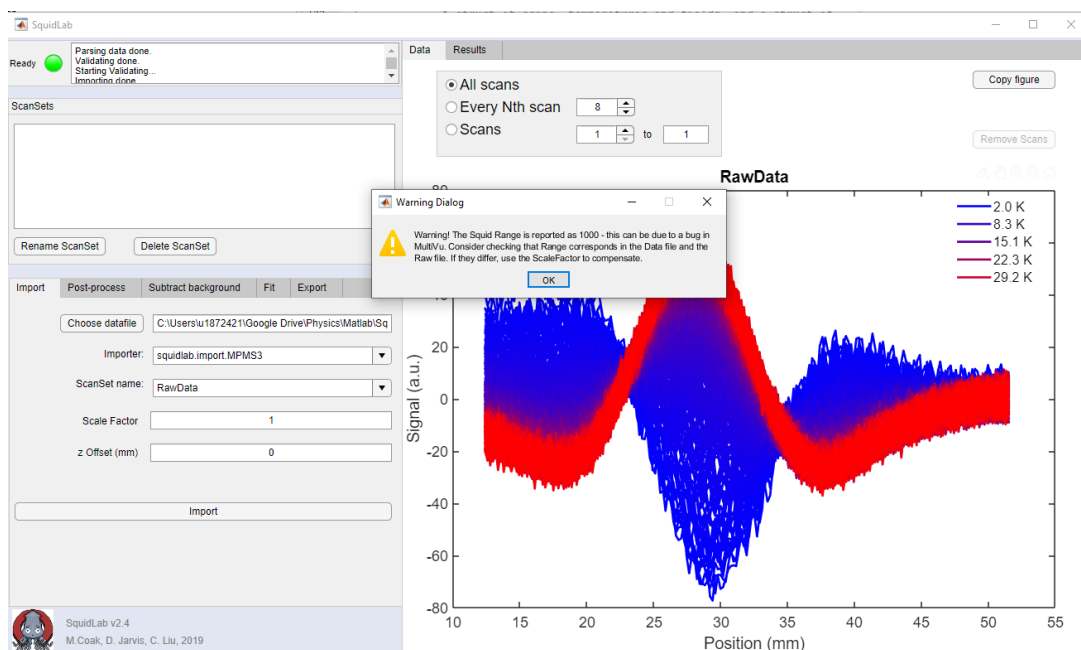 SquidLab
Ready
Parsing data done.
Validating done.
Starting Validating...
Importing done.
ScanSets
Rename ScanSet
Delete ScanSet
Import
Post-process
Subtract background
Fit
Export
Choose datafile
C:\Users\u1872421\Google Drive\Physics\Matlab\Sq
Importer:
squidlab.import.MPMS3
ScanSet name:
RawData
Scale Factor
1
z Offset (mm)
0
Import
SquidLab v2.4
M.Coak, D. Jarvis, C. Liu, 2019
Data
Results
All scans
Every Nth scan
8
Scans
1
to
1
Copy figure
Remove Scans
RawData
Warning Dialog
Warning! The Squid Range is reported as 1000 - this can be due to a bug in
MultiVu. Consider checking that Range corresponds in the Data file and the
Raw file. If they differ, use the ScaleFactor to compensate.
OK
2.0 K
8.3 K
15.1 K
22.3 K
29.2 K
Signal (a.u.)
20
0
-20
-40
-60
-80
10
15
20
25
30
35
40
45
50
55
Position (mm)